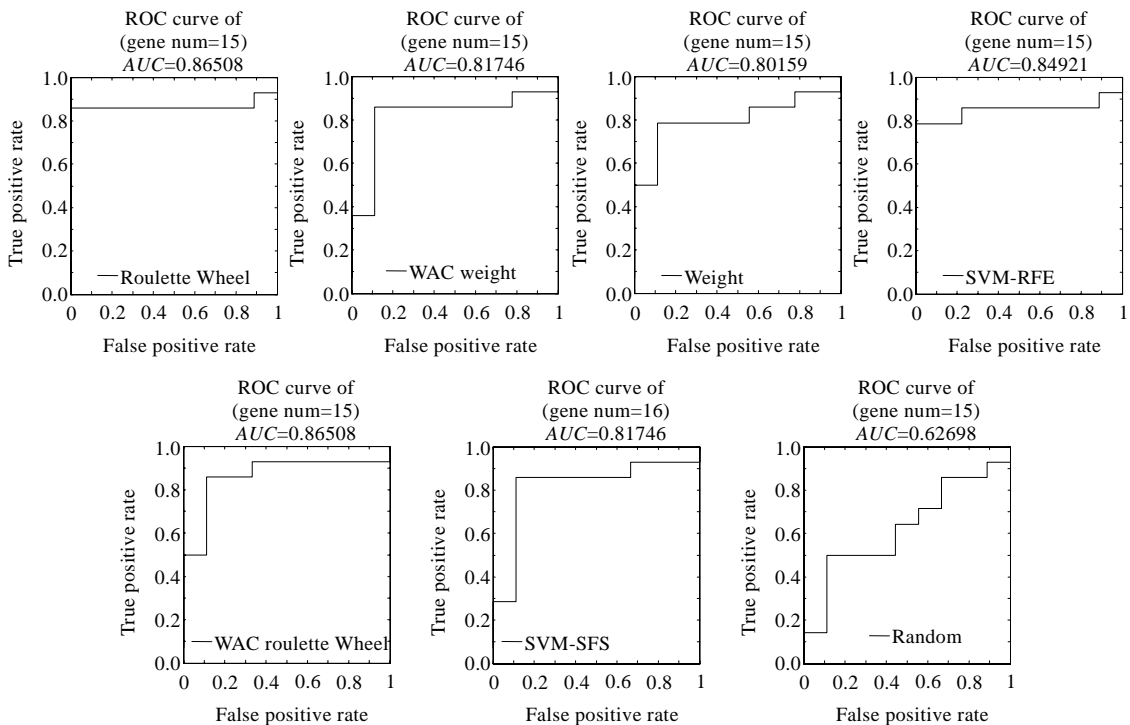 ROC curve of
(gene num=15)
AUC=0.86508
1.0
0.8
0.6
0.4
0.2
0.0
True positive rate
Roulette Wheel
0 0.2 0.4 0.6 0.8 1
False positive rate
ROC curve of
(gene num=15)
AUC=0.81746
1.0
0.8
0.6
0.4
0.2
0.0
True positive rate
WAC weight
0 0.2 0.4 0.6 0.8 1
False positive rate
ROC curve of
(gene num=15)
AUC=0.80159
1.0
0.8
0.6
0.4
0.2
0.0
True positive rate
Weight
0 0.2 0.4 0.6 0.8 1
False positive rate
ROC curve of
(gene num=15)
AUC=0.84921
1.0
0.8
0.6
0.4
0.2
0.0
True positive rate
SVM-RFE
0 0.2 0.4 0.6 0.8 1
False positive rate
ROC curve of
(gene num=15)
AUC=0.86508
1.0
0.8
0.6
0.4
0.2
0.0
True positive rate
WAC roulette Wheel
0 0.2 0.4 0.6 0.8 1
False positive rate
ROC curve of
(gene num=16)
AUC=0.81746
1.0
0.8
0.6
0.4
0.2
0.0
True positive rate
SVM-SFS
0 0.2 0.4 0.6 0.8 1
False positive rate
ROC curve of
(gene num=15)
AUC=0.62698
1.0
0.8
0.6
0.4
0.2
0.0
True positive rate
Random
0 0.2 0.4 0.6 0.8 1
False positive rate